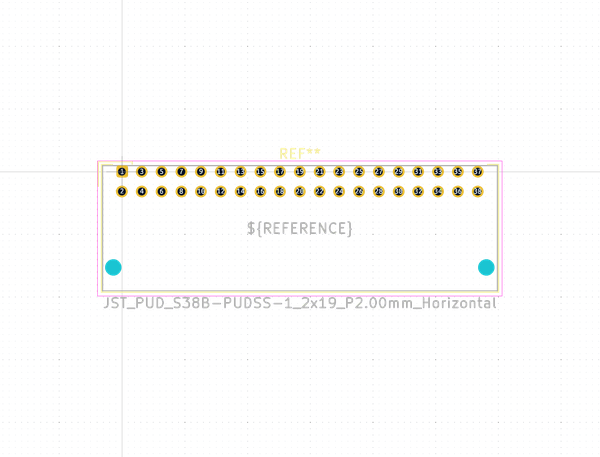 REF**
1 3 5 7 9 11 13 15 17 19 21 23 25 27 29 31 33 35 37
2 4 6 8 10 12 14 16 18 20 22 24 26 28 30 32 34 36 38
${REFERENCE}
JST_PUD_S38B-PUDSS-1_2x19_P2.00mm_Horizontal